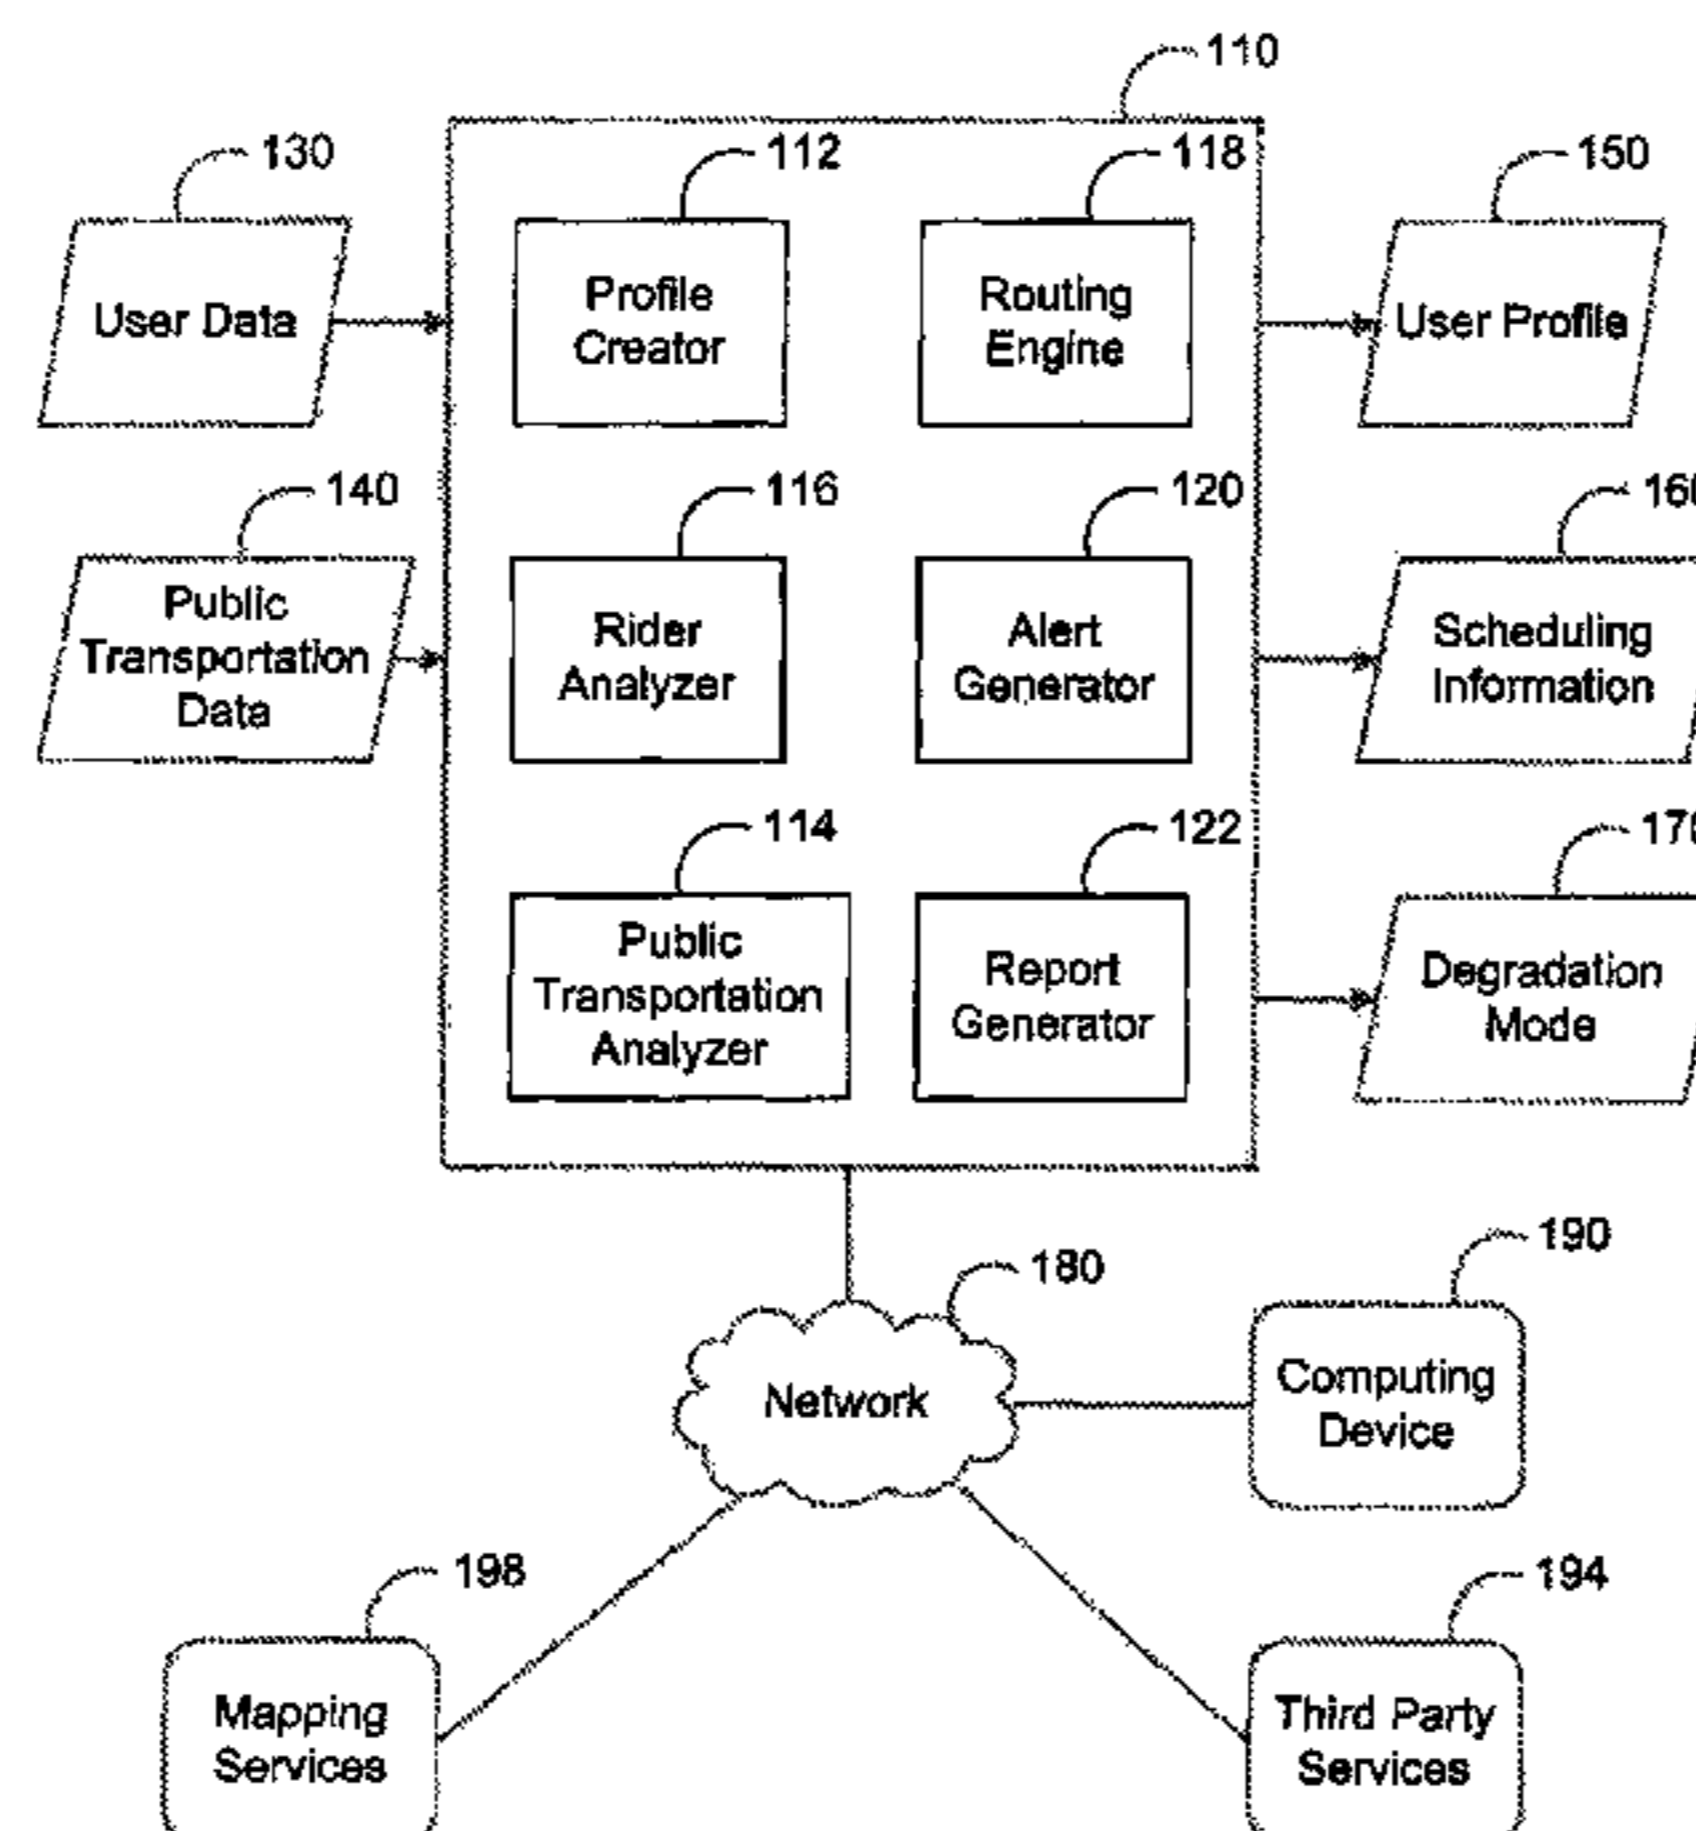 110
130
112
118
150
User Data
Profile
Creator
Routing
Engine
User Profile
140
116
120
160
Public
Transportation
Data
Rider
Analyzer
Alert
Generator
Scheduling
Information
114
122
Public
Transportation
Analyzer
Report
Generator
Degradation
Mode
180
190
Network
Computing
Device
198
194
Mapping
Services
Third Party
Services